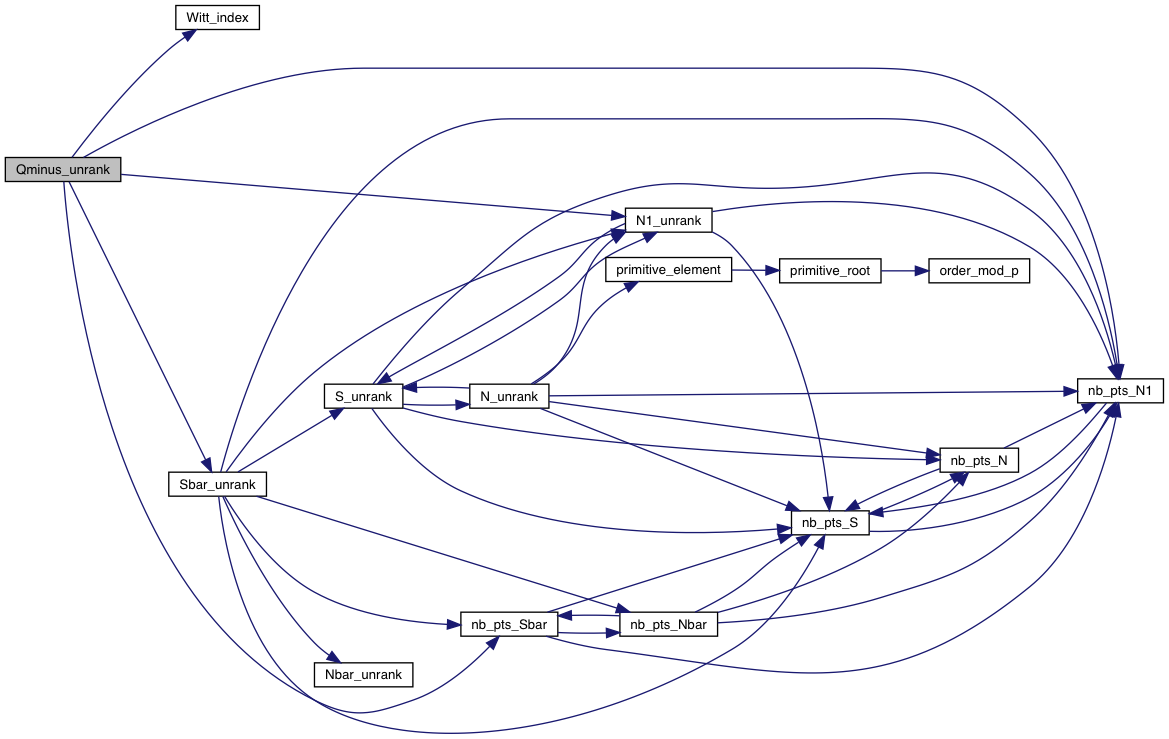 Witt_index
Qminus_unrank
N1_unrank
primitive_element
primitive_root
order_mod_p
S_unrank
N_unrank
nb_pts_N1
nb_pts_N
Sbar_unrank
nb_pts_S
nb_pts_Sbar
nb_pts_Nbar
Nbar_unrank